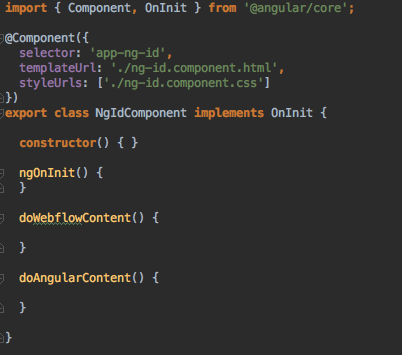 import { Component, OnInit } from '@angular/core';
@Component({
selector: 'app-ng-id',
templateUrl: './ng-id.component.html',
styleUrls: ['./ng-id.component.css']
})
export class NgIdComponent implements OnInit {
constructor() { }
ngOnInit() {
}
doWebflowContent() {
}
doAngularContent() {
}
}